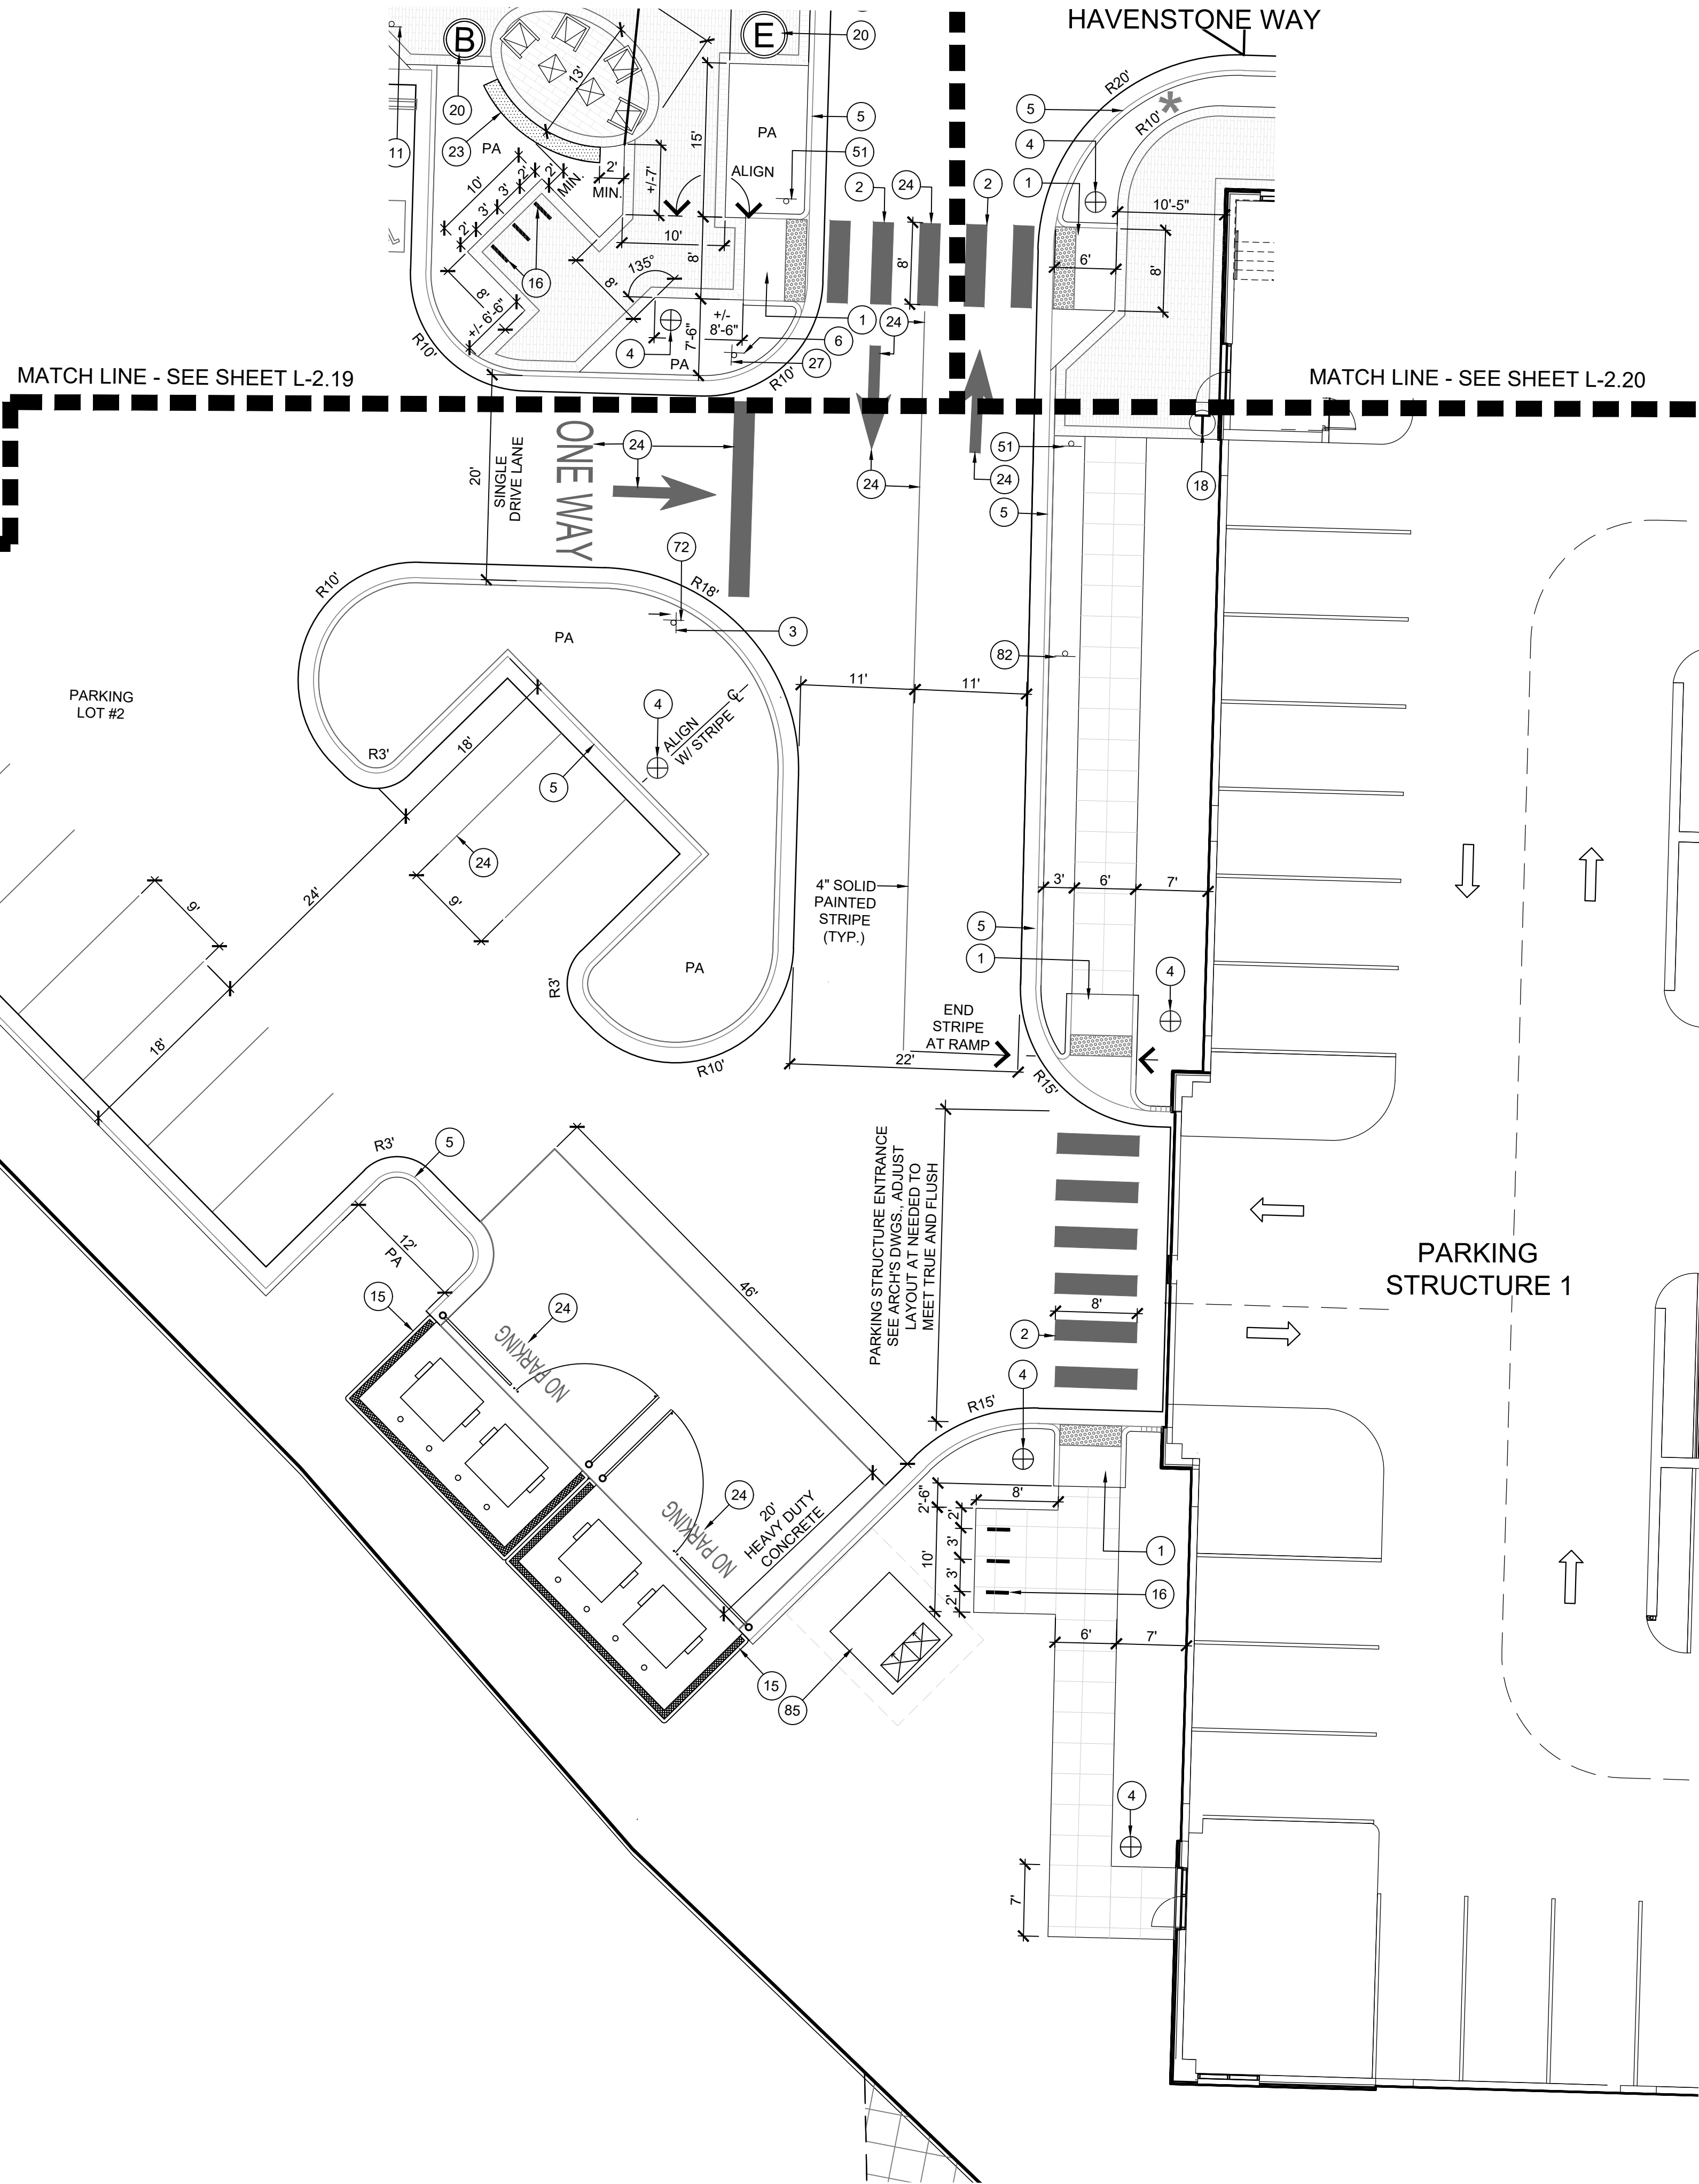 HAVENSTONE WAY
B
E
20
20
13'
R20'
5
5
R10'
*
4
11
23
PA
15'
PA
51
ALIGN
2'
2'
MIN.
2'
MIN.
+/-7'
2
24
2
1
10'
3'
3'
2'
10'-5"
10'
8'
8'
6'
8'
16
135°
8'
8'
+/- 6'-6"
+/-
8'-6"
7'-6"
1
24
4
6
27
PA
R10'
R10'
MATCH LINE - SEE SHEET L-2.19
MATCH LINE - SEE SHEET L-2.20
ONE WAY
24
20'
SINGLE
DRIVE LANE
24
24
51
18
5
72
R10'
R18'
3
PA
82
PARKING
LOT #2
11'
11'
4
ALIGN
W/ STRIPE
R3'
18'
5
24
9'
9'
24'
4" SOLID
PAINTED
STRIPE
(TYP.)
3'
6'
7'
5
1
4
PA
R3'
END
STRIPE
AT RAMP
22'
18'
R10'
R15'
R3'
5
PARKING STRUCTURE ENTRANCE
SEE ARCH'S DWGS., ADJUST
LAYOUT AT NEEDED TO
MEET TRUE AND FLUSH
12'
PA
46'
PARKING
STRUCTURE 1
15
24
NO PARKING
8'
2
4
R15'
24
NO PARKING
20'
HEAVY DUTY
CONCRETE
2'-6"
8'
2'
3'
3'
2'
10'
1
16
6'
7'
15
85
4
7'